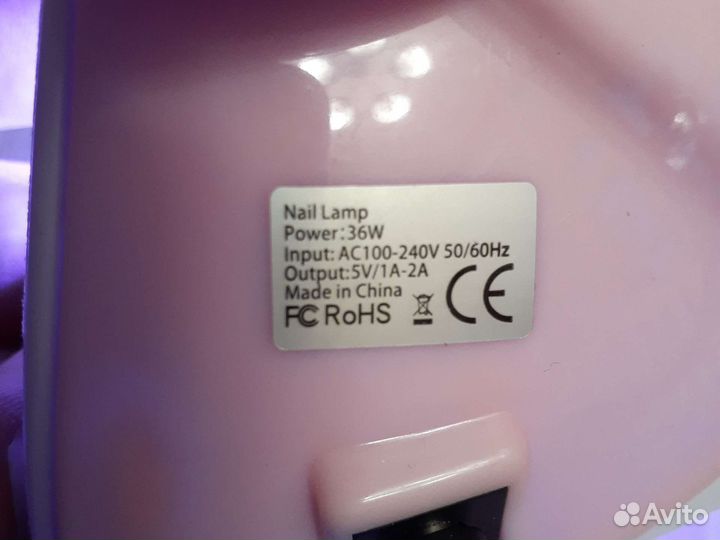 Nail Lamp
Power:36W
Input: AC100-240V 50/60Hz
Output:5V/1A-2A
Made in China
FC RoHS CE
Avito